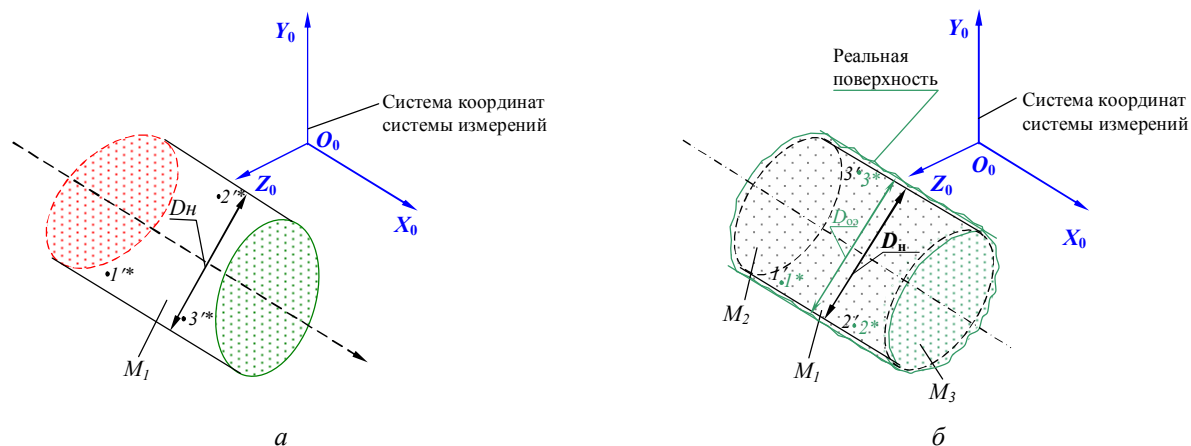 Y₀
Система координат
системы измерений
O₀
Z₀
X₀
2'*
Dн
1'*
3'*
M₁
а
Y₀
Реальная
поверхность
Система координат
системы измерений
O₀
Z₀
X₀
3' 3*
Dоэ
Dн
1' 1*
2' 2*
M₂
M₁
M₃
б